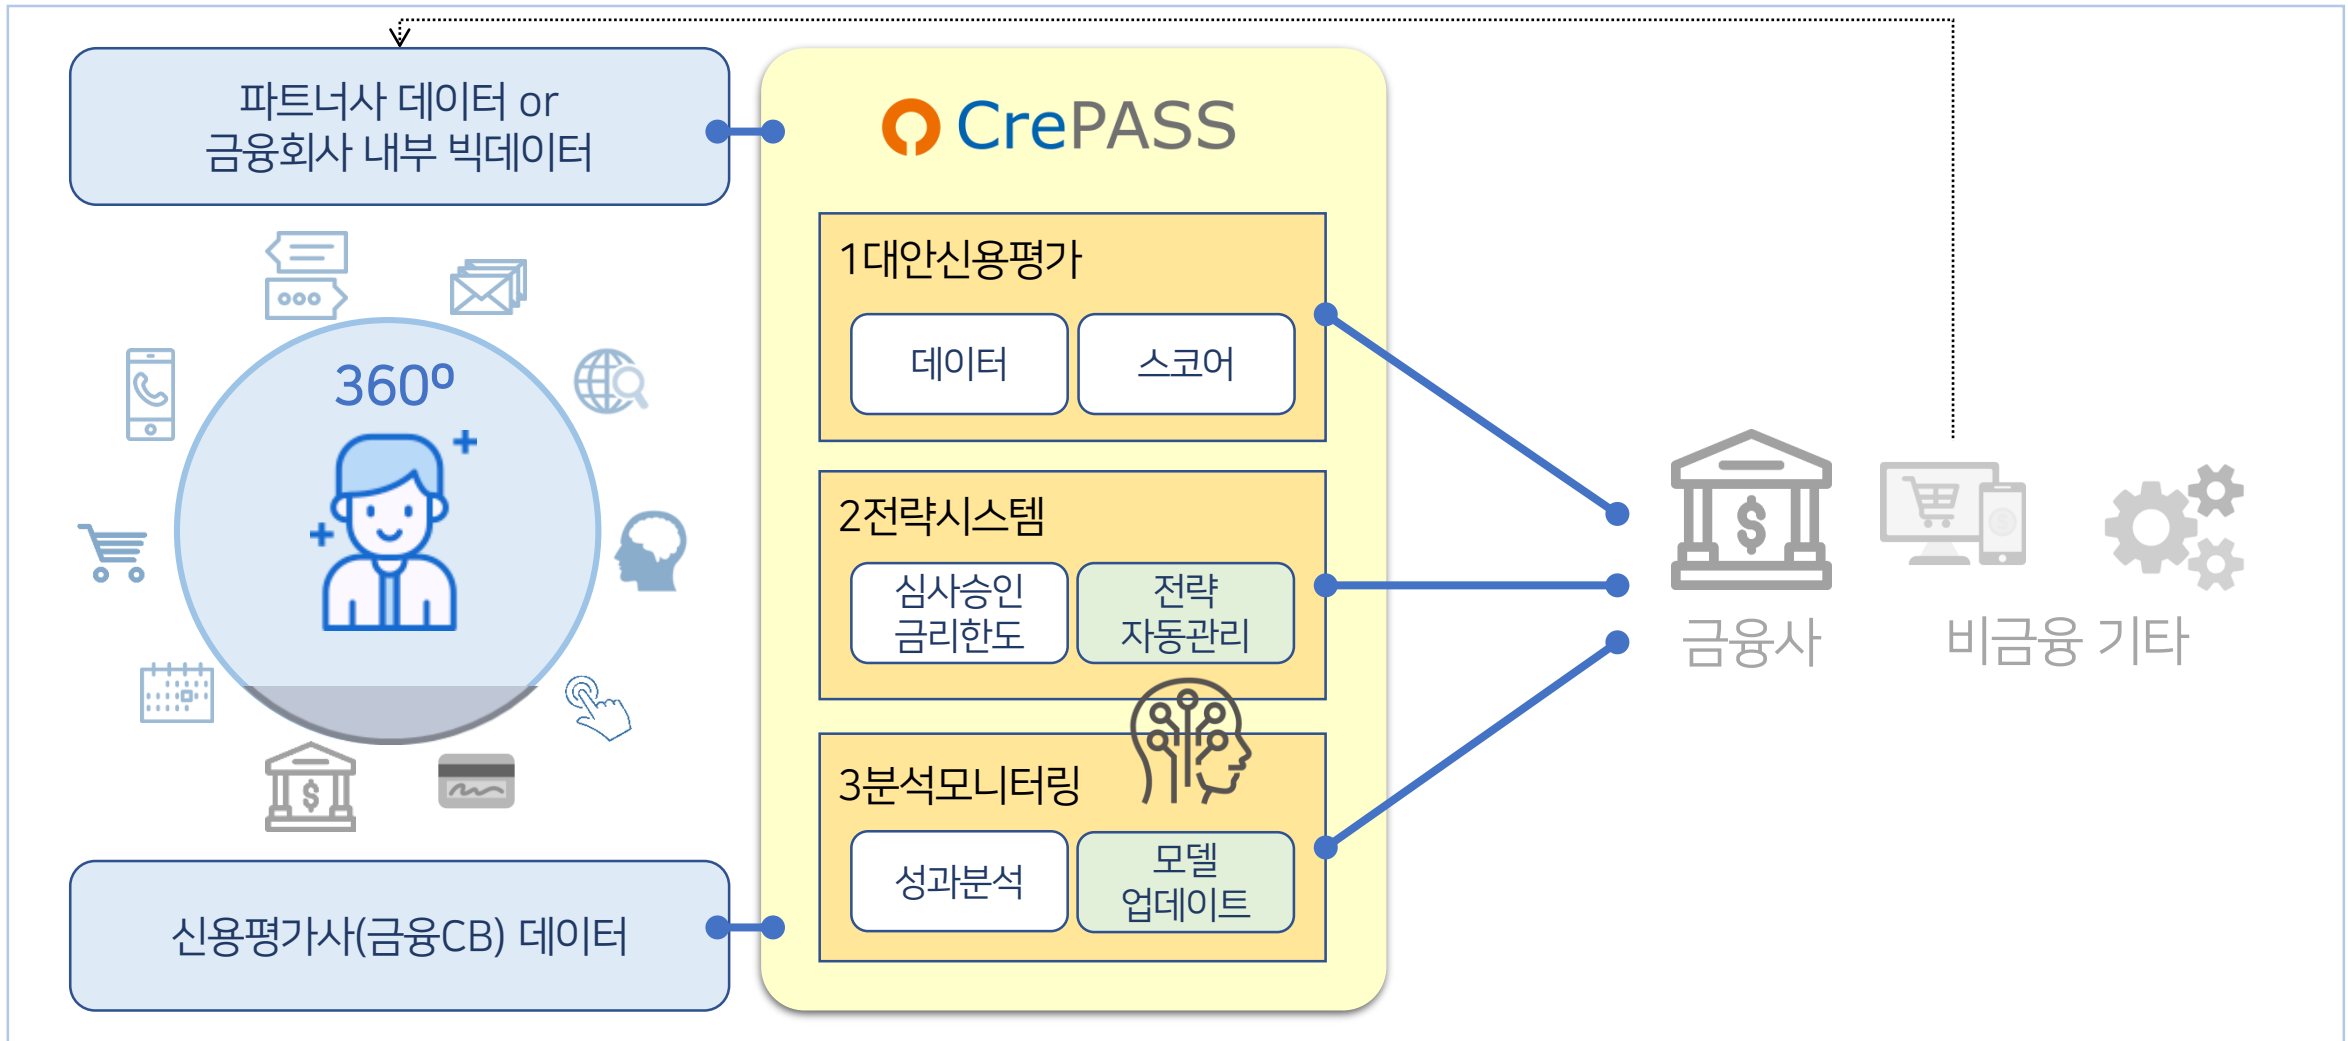 파트너사 데이터 or
금융회사 내부 빅데이터
360º
신용평가사(금융CB) 데이터
CrePASS
1대안신용평가
데이터
스코어
2전략시스템
심사승인
금리한도
전략
자동관리
3분석모니터링
성과분석
모델
업데이트
$
금융사
비금융 기타
$
$